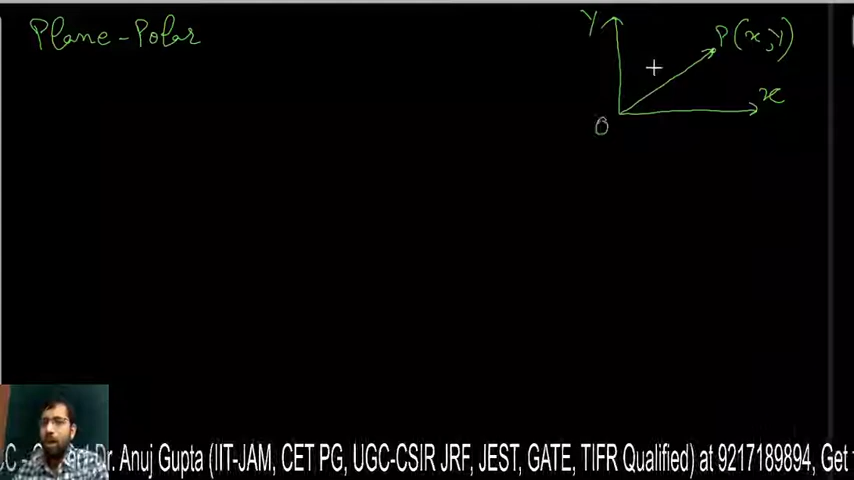 Plane-Polar
Y
P(x,y)
x
O
Dr. Anuj Gupta (IIT-JAM, CET PG, UGC-CSIR JRF, JEST, GATE, TIFR Qualified) at 9217189894, Get